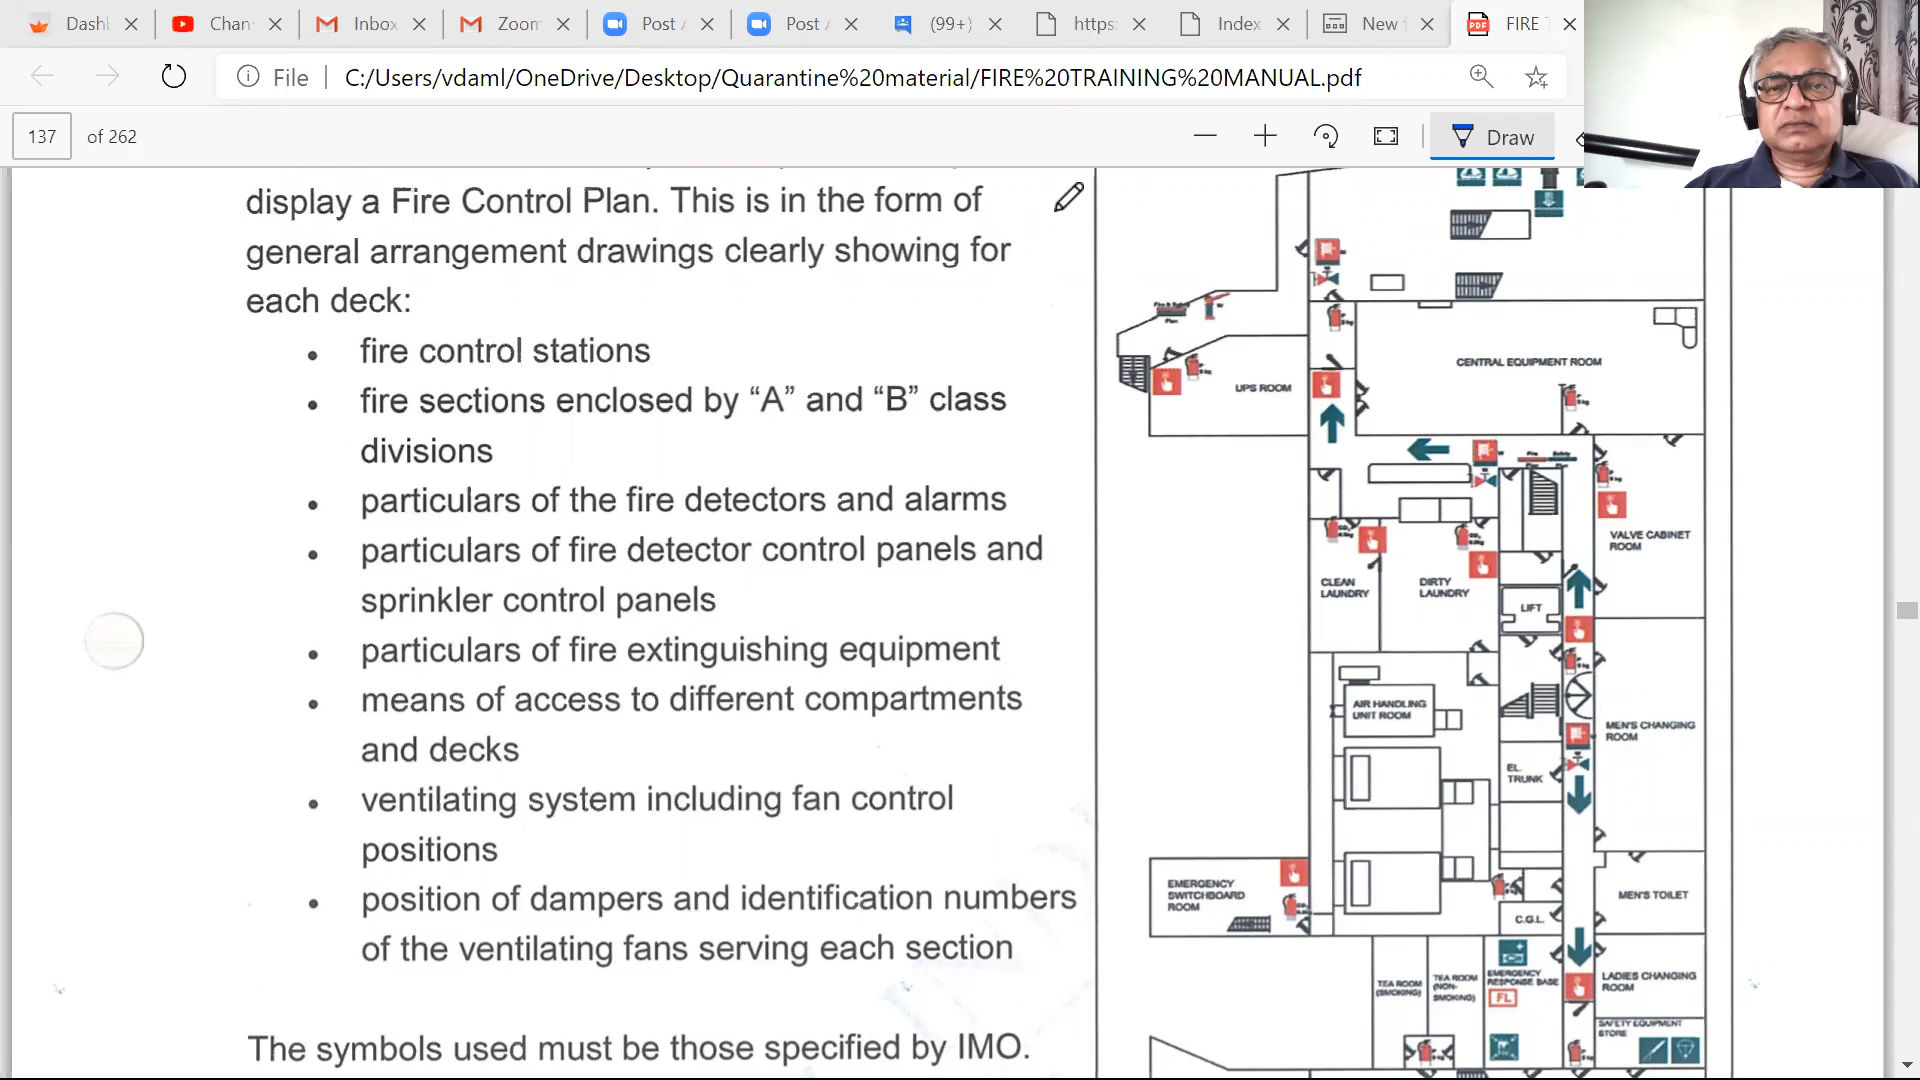 Dash
Chan
Inbox
Zoom
Post
Post
(99+)
https:
Index
New
FIRE
File
C:/Users/vdaml/OneDrive/Desktop/Quarantine%20material/FIRE%20TRAINING%20MANUAL.pdf
137 of 262
Draw
display a Fire Control Plan. This is in the form of
general arrangement drawings clearly showing for
each deck:
• fire control stations
• fire sections enclosed by “A” and “B” class
divisions
• particulars of the fire detectors and alarms
• particulars of fire detector control panels and
sprinkler control panels
• particulars of fire extinguishing equipment
• means of access to different compartments
and decks
• ventilating system including fan control
positions
• position of dampers and identification numbers
of the ventilating fans serving each section
The symbols used must be those specified by IMO.
CENTRAL EQUIPMENT ROOM
UPS ROOM
VALVE CABINET
ROOM
CLEAN
LAUNDRY
DIRTY
LAUNDRY
LIFT
AIR HANDLING
UNIT ROOM
MEN'S CHANGING
ROOM
EL.
TRUNK
EMERGENCY
SWITCHBOARD
ROOM
MEN'S TOILET
C.G.L.
TEA ROOM
(SMOKING)
TEA ROOM
(NON-
SMOKING)
EMERGENCY
RESPONSE BASE
FL
LADIES CHANGING
ROOM
SAFETY EQUIPMENT
STORE